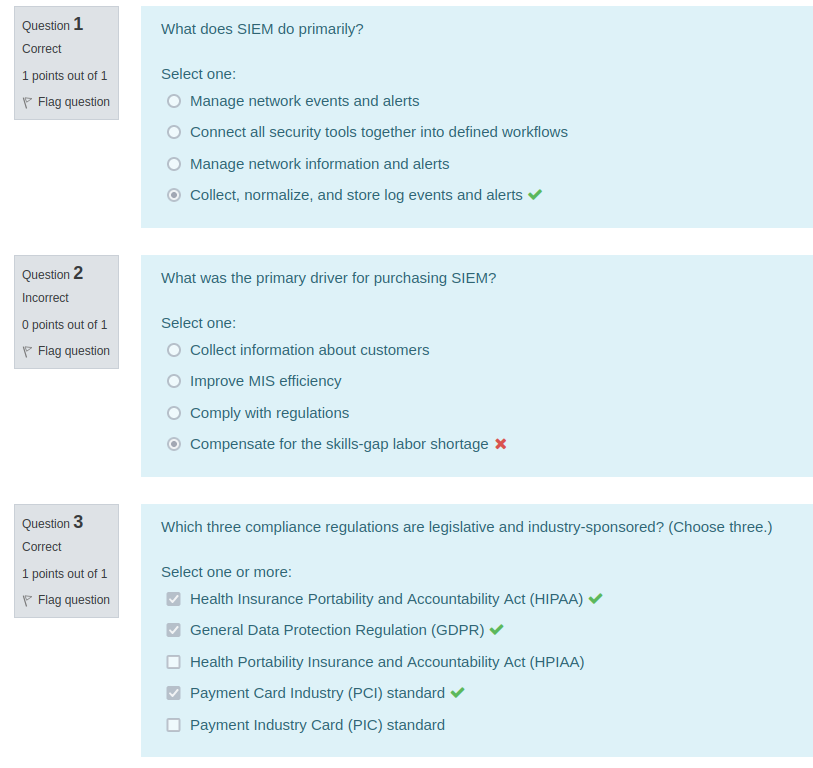 Question 1
Correct
1 points out of 1
Flag question
What does SIEM do primarily?
Select one:
Manage network events and alerts
Connect all security tools together into defined workflows
Manage network information and alerts
Collect, normalize, and store log events and alerts
Question 2
Incorrect
0 points out of 1
Flag question
What was the primary driver for purchasing SIEM?
Select one:
Collect information about customers
Improve MIS efficiency
Comply with regulations
Compensate for the skills-gap labor shortage
Question 3
Correct
1 points out of 1
Flag question
Which three compliance regulations are legislative and industry-sponsored? (Choose three.)
Select one or more:
Health Insurance Portability and Accountability Act (HIPAA)
General Data Protection Regulation (GDPR)
Health Portability Insurance and Accountability Act (HPIAA)
Payment Card Industry (PCI) standard
Payment Industry Card (PIC) standard